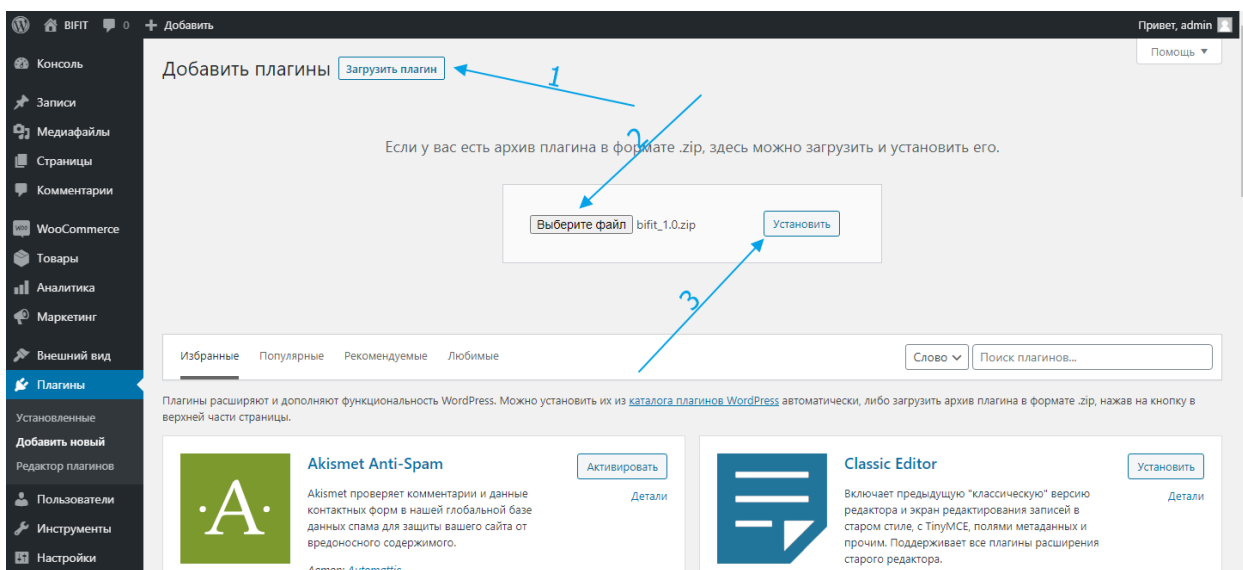 BIFIT 0 + Добавить Привет, admin
Помощь ▼
Консоль
Записи
Медиафайлы
Страницы
Комментарии
WooCommerce
Товары
Аналитика
Маркетинг
Внешний вид
Плагины
Установленные
Добавить новый
Редактор плагинов
Пользователи
Инструменты
Настройки
Добавить плагины Загрузить плагин
1
2
Если у вас есть архив плагина в формате .zip, здесь можно загрузить и установить его.
Выберите файл bifit_1.0.zip Установить
3
Избранные Популярные Рекомендуемые Любимые Слово Поиск плагинов...
Плагины расширяют и дополняют функциональность WordPress. Можно установить их из каталога плагинов WordPress автоматически, либо загрузить архив плагина в формате .zip, нажав на кнопку в
верхней части страницы.
·A·
Akismet Anti-Spam
Активировать
Детали
Akismet проверяет комментарии и данные
контактных форм в нашей глобальной базе
данных спама для защиты вашего сайта от
вредоносного содержимого.
Автор: Automattic
Classic Editor
Установить
Детали
Включает предыдущую "классическую" версию
редактора и экран редактирования записей в
старом стиле, с TinyMCE, полями метаданных и
прочим. Поддерживает все плагины расширения
старого редактора.